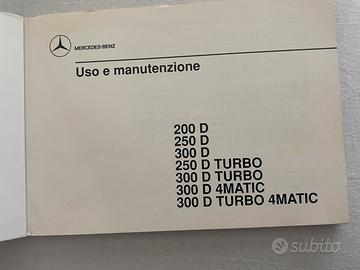 MERCEDES-BENZ
Uso e manutenzione
200 D
250 D
300 D
250 D TURBO
300 D TURBO
300 D 4MATIC
300 D TURBO 4MATIC
subito